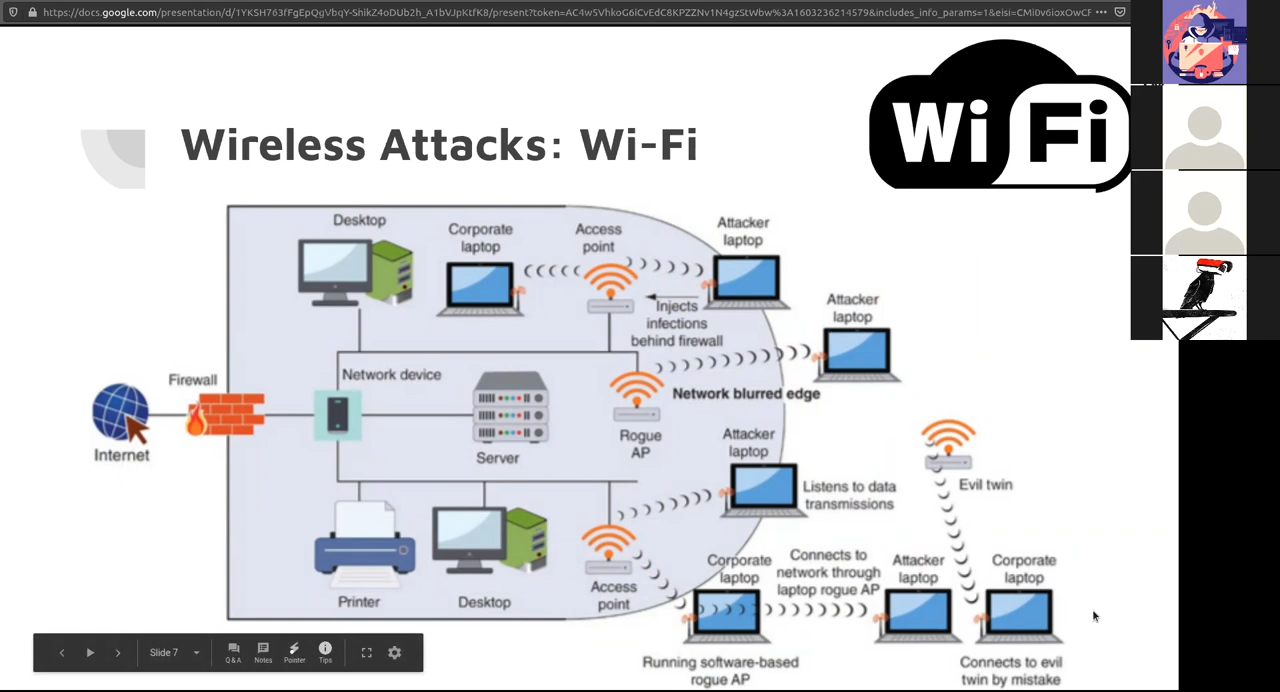 https://docs.google.com/presentation/d/1YKSH763fFgEpQgVbqY-ShikZ4oDUb2h_A1bVJpKtfK8/present?token=AC4w5VhkoG6iCvEdC8KPZZNv1N4gzStWbw%3A1603236214579&includes_info_params=1&eisi=CMi0v6ioxOwCF
Wireless Attacks: Wi-Fi
Wi Fi
Desktop
Corporate
laptop
Access
point
Attacker
laptop
Injects
infections
behind firewall
Attacker
laptop
Firewall
Network device
Network blurred edge
Internet
Server
Rogue
AP
Attacker
laptop
Listens to data
transmissions
Evil twin
Printer
Desktop
Access
point
Corporate
laptop
Connects to
network through
laptop rogue AP
Attacker
laptop
Corporate
laptop
Running software-based
rogue AP
Connects to evil
twin by mistake
Slide 7
Q & A
Notes
Pointer
Tips